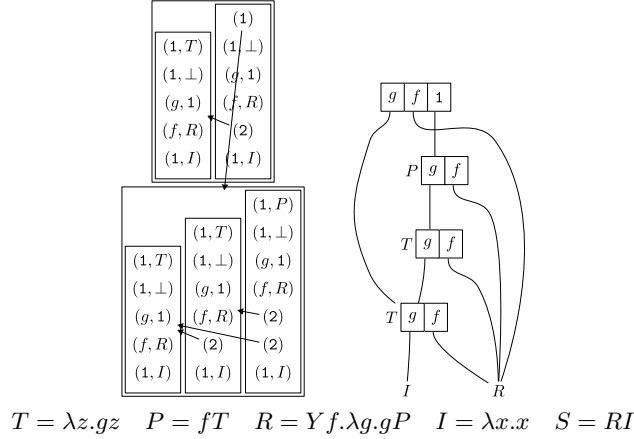 (1)
(1, T) (1, ⊥)
(1, ⊥) (g, 1)
(g, 1) (f, R)
(f, R) (2)
(1, I) (1, I)
(1, P)
(1, T) (1, ⊥)
(1, T) (1, ⊥) (g, 1)
(1, ⊥) (g, 1) (f, R)
(g, 1) (f, R) (2)
(f, R) (2) (2)
(1, I) (1, I) (1, I)
g f 1
P g f
T g f
T g f
I R
T = λz.gz P = fT R = Y f.λg.gP I = λx.x S = RI